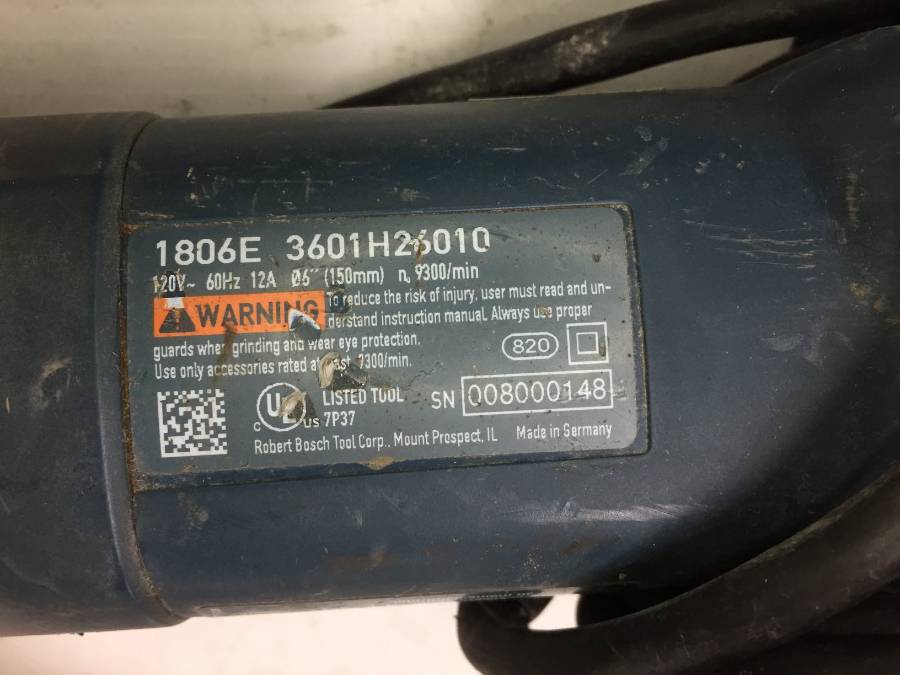 1806E 3601H26010
120V~ 60Hz 12A Ø6" (150mm) n₀ 9300/min
WARNING To reduce the risk of injury, user must read and un-
derstand instruction manual. Always use proper
guards when grinding and wear eye protection.
Use only accessories rated at 9300/min.
820
c UL us LISTED TOOL
7P37
SN 008000148
Robert Bosch Tool Corp., Mount Prospect, IL Made in Germany